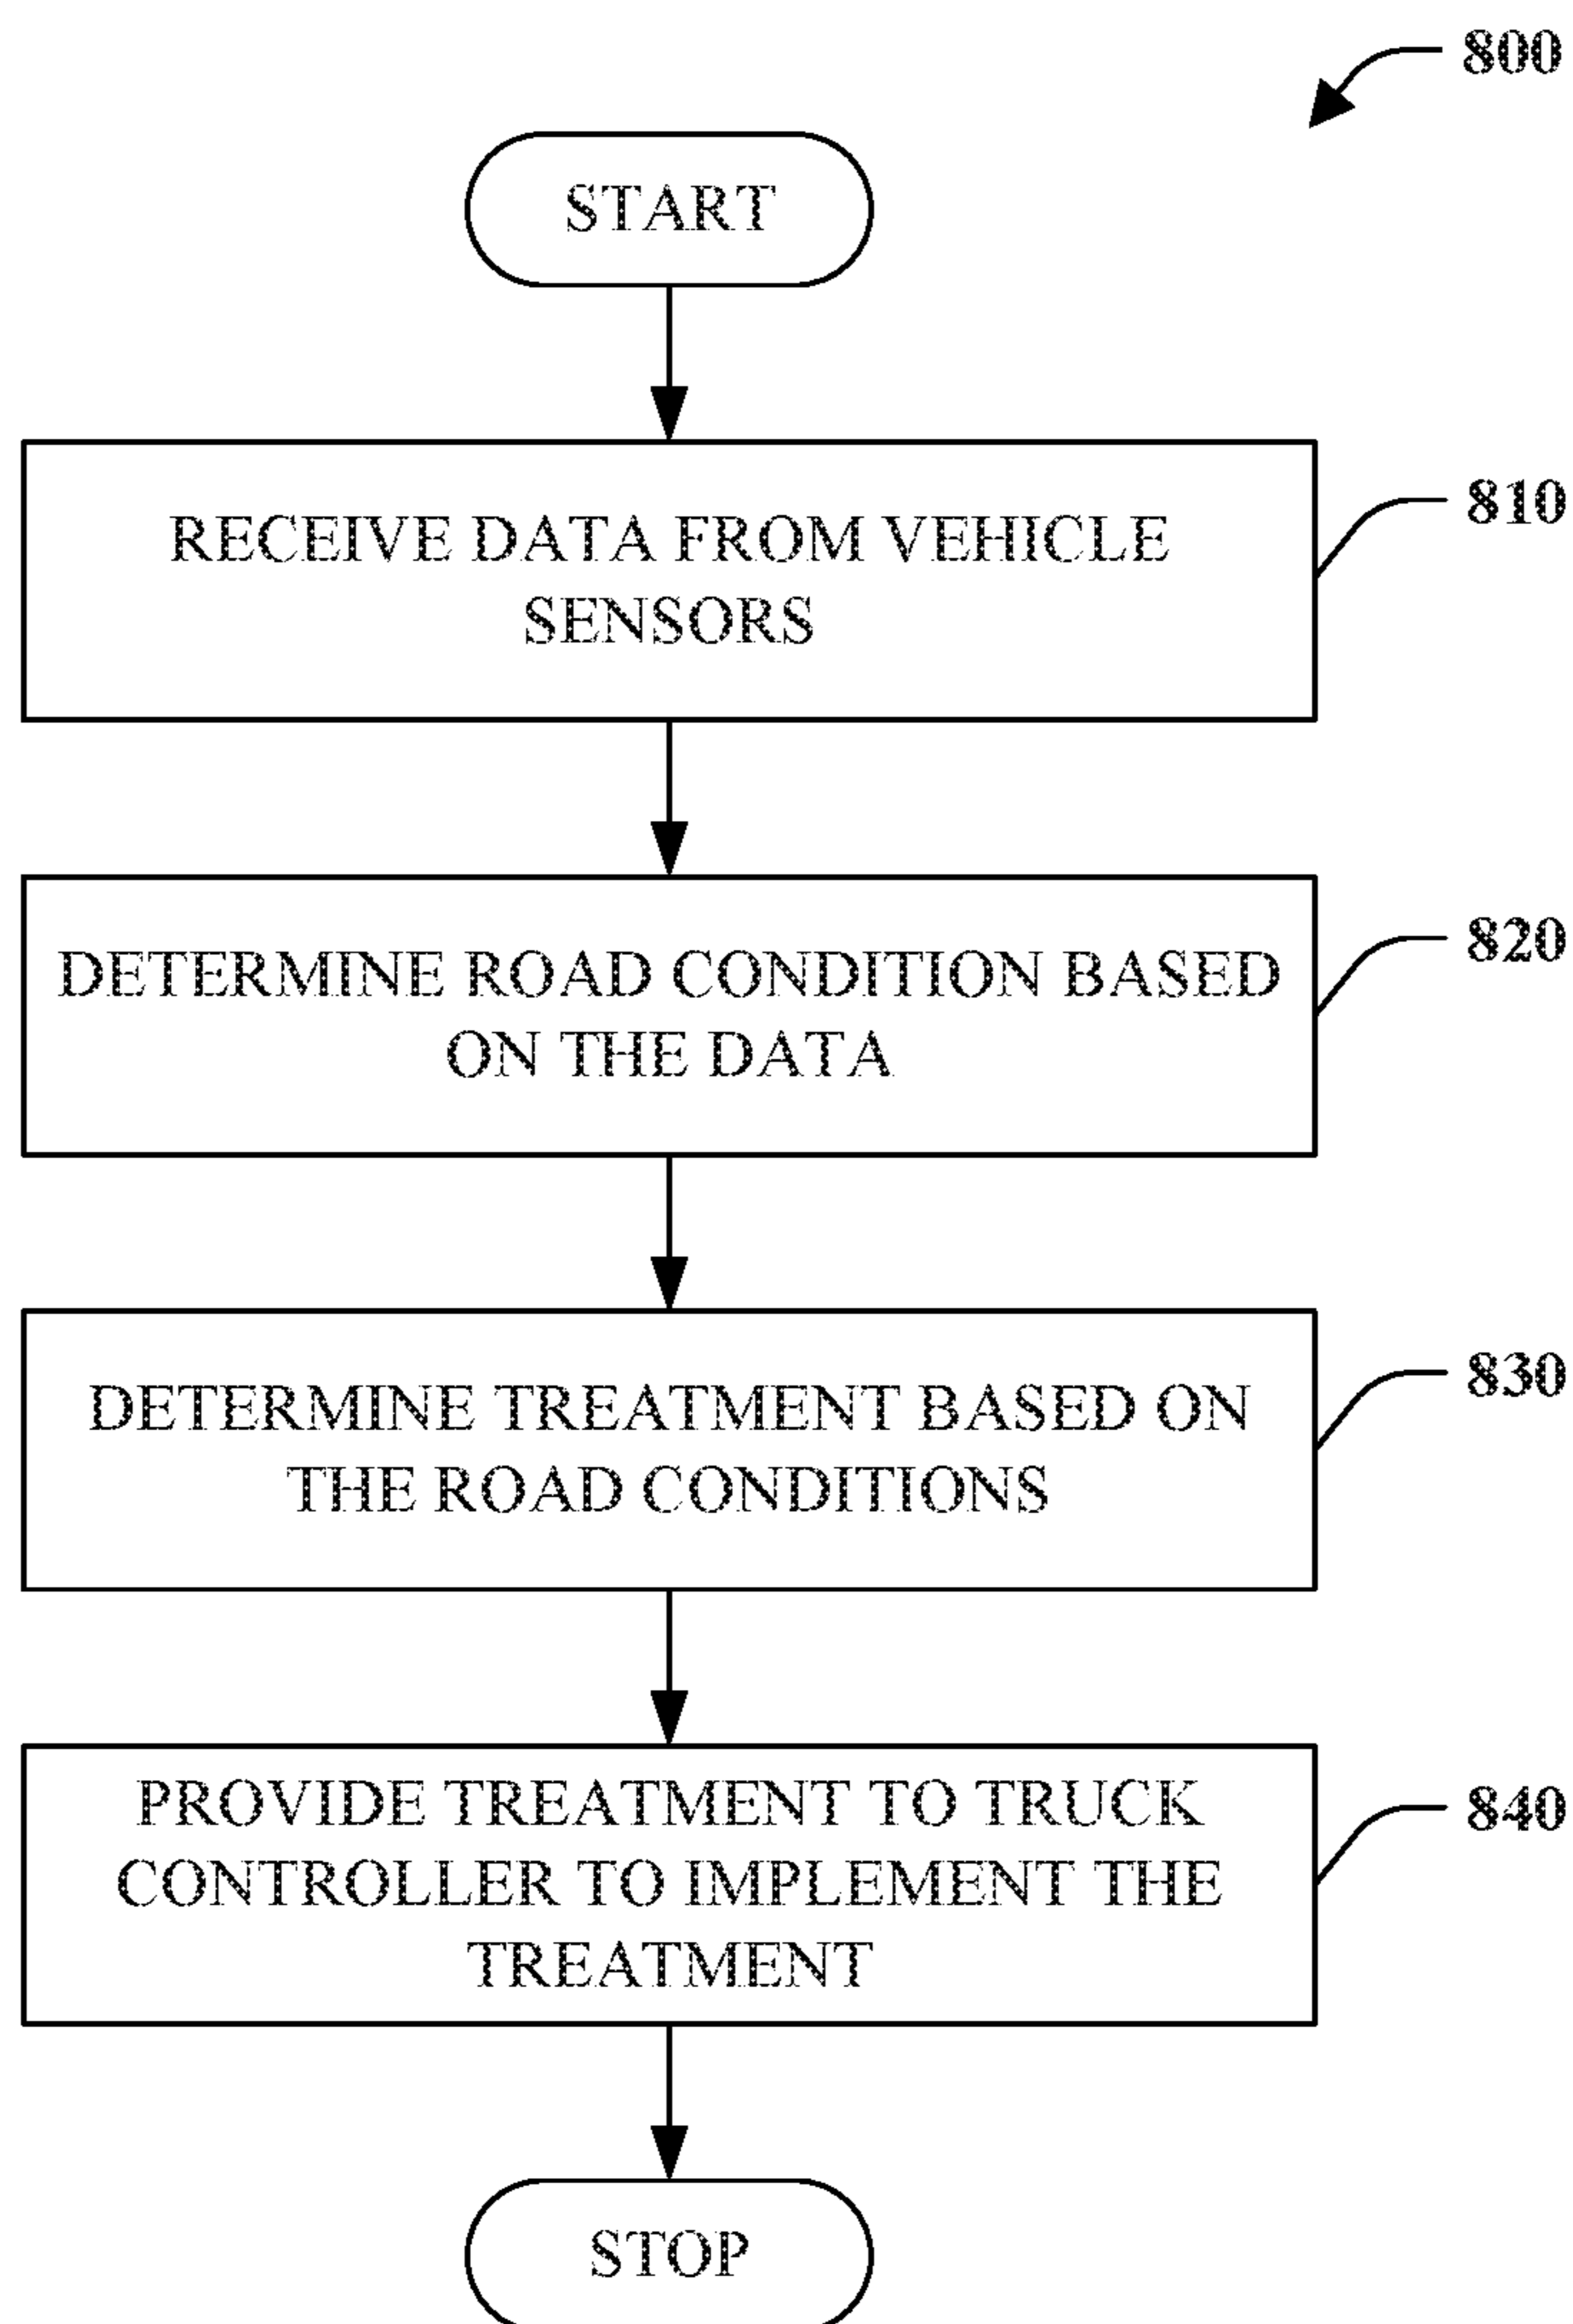 800
START
RECEIVE DATA FROM VEHICLE
SENSORS
810
DETERMINE ROAD CONDITION BASED
ON THE DATA
820
DETERMINE TREATMENT BASED ON
THE ROAD CONDITIONS
830
PROVIDE TREATMENT TO TRUCK
CONTROLLER TO IMPLEMENT THE
TREATMENT
840
STOP